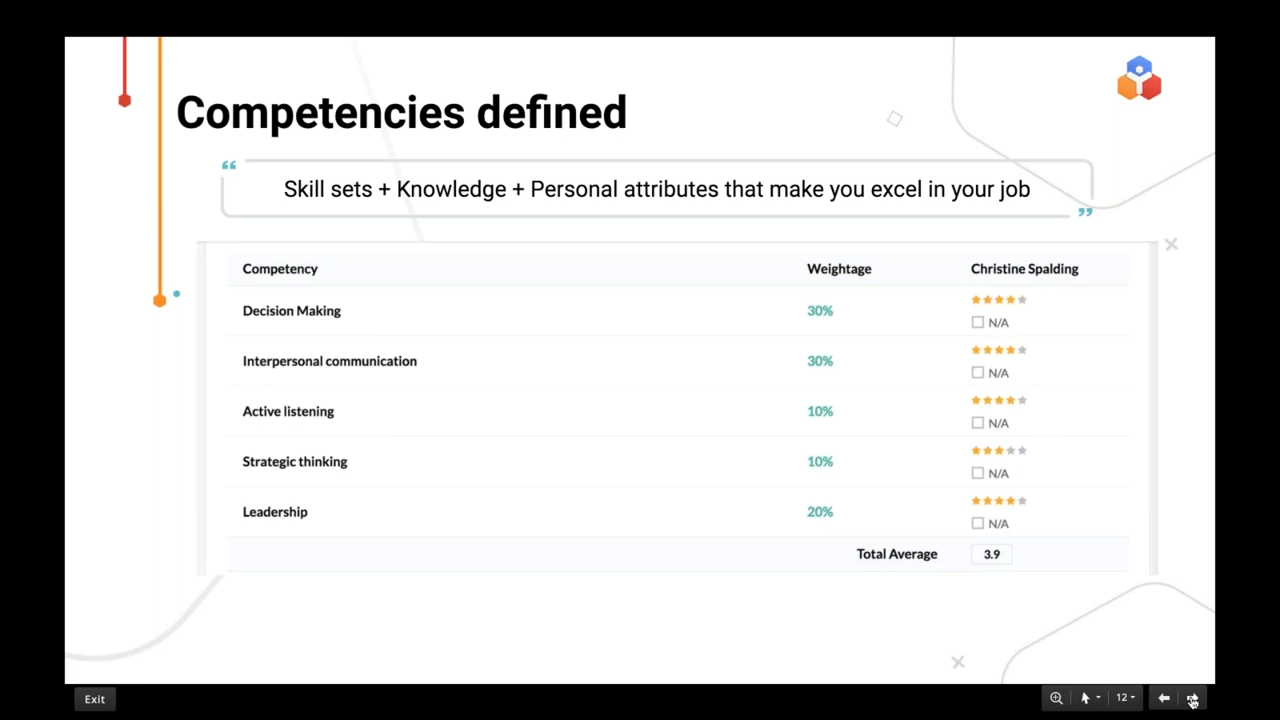 Competencies defined
“
Skill sets + Knowledge + Personal attributes that make you excel in your job
”
Competency Weightage Christine Spalding
Decision Making 30%
N/A
Interpersonal communication 30%
N/A
Active listening 10%
N/A
Strategic thinking 10%
N/A
Leadership 20%
N/A
Total Average 3.9
Exit 12